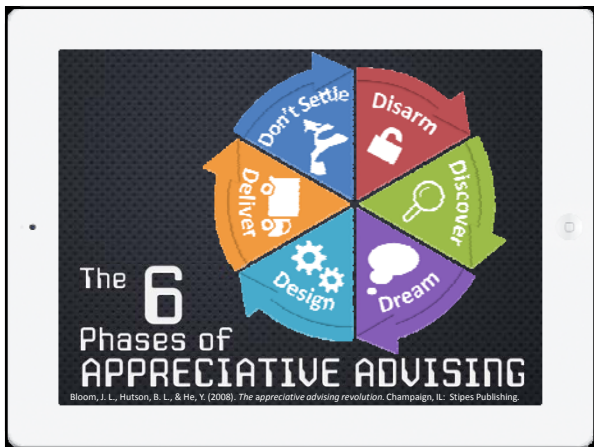 Don't Settle
Disarm
Discover
Dream
Design
Deliver
The 6
Phases of
APPRECIATIVE ADVISING
Bloom, J. L., Hutson, B. L., & He, Y. (2008). The appreciative advising revolution. Champaign, IL: Stipes Publishing.